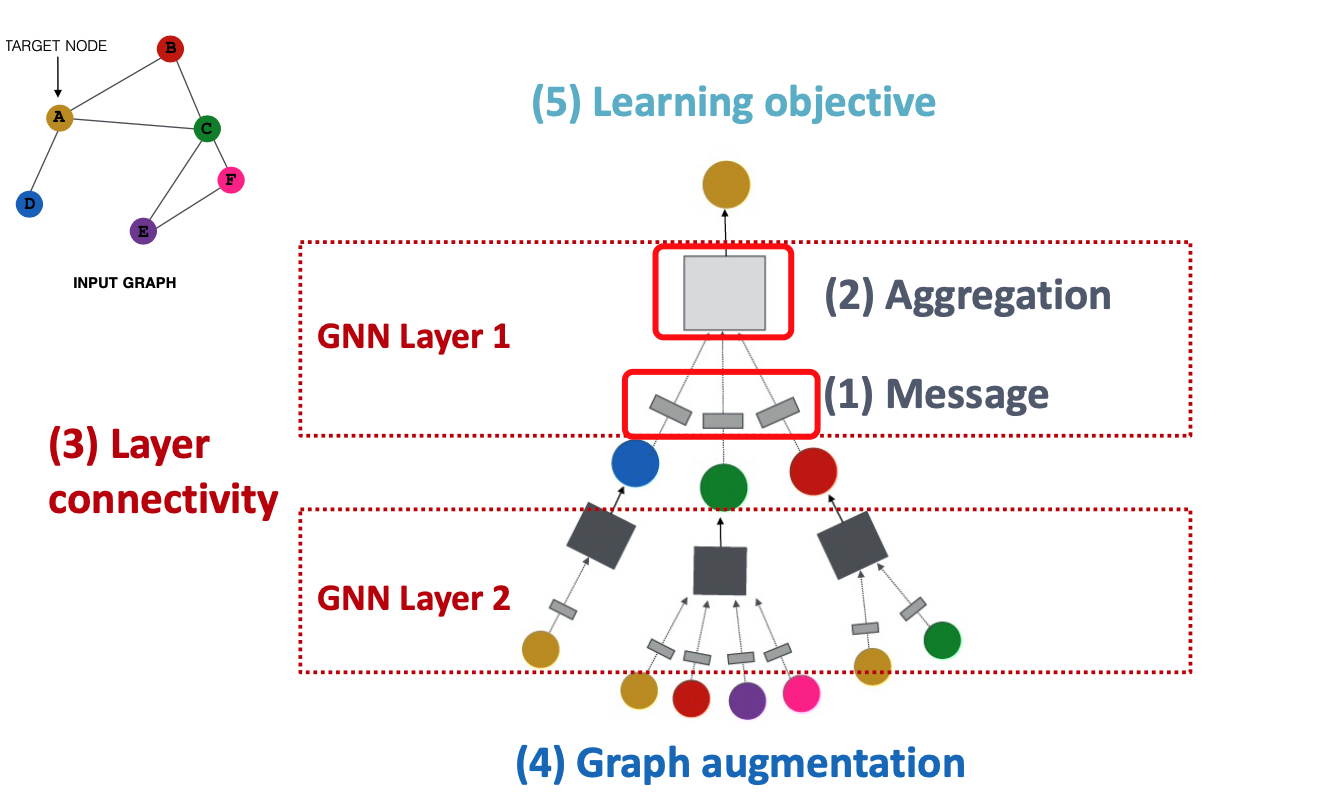 TARGET NODE
B
A
C
F
D
E
INPUT GRAPH
(5) Learning objective
(2) Aggregation
GNN Layer 1
(1) Message
(3) Layer
connectivity
GNN Layer 2
(4) Graph augmentation